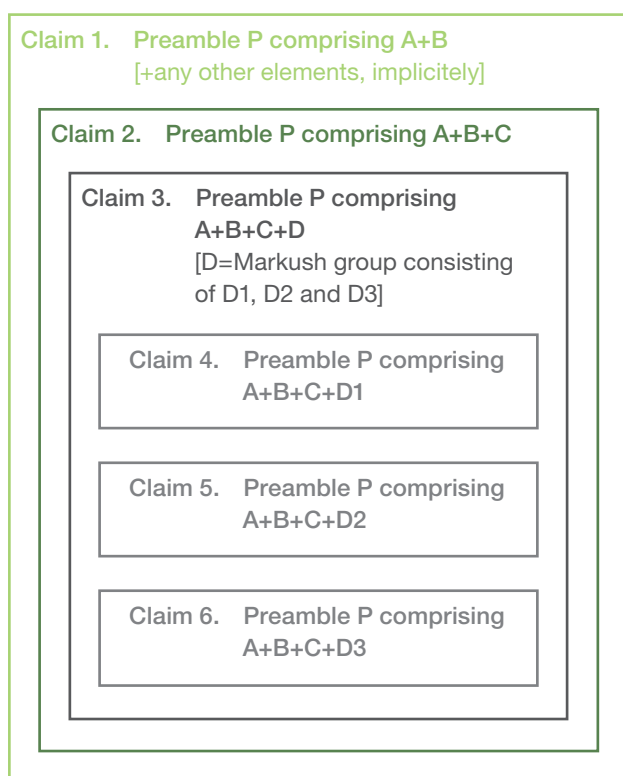 Claim 1. Preamble P comprising A+B
[+any other elements, implicitely]
Claim 2. Preamble P comprising A+B+C
Claim 3. Preamble P comprising
A+B+C+D
[D=Markush group consisting
of D1, D2 and D3]
Claim 4. Preamble P comprising
A+B+C+D1
Claim 5. Preamble P comprising
A+B+C+D2
Claim 6. Preamble P comprising
A+B+C+D3